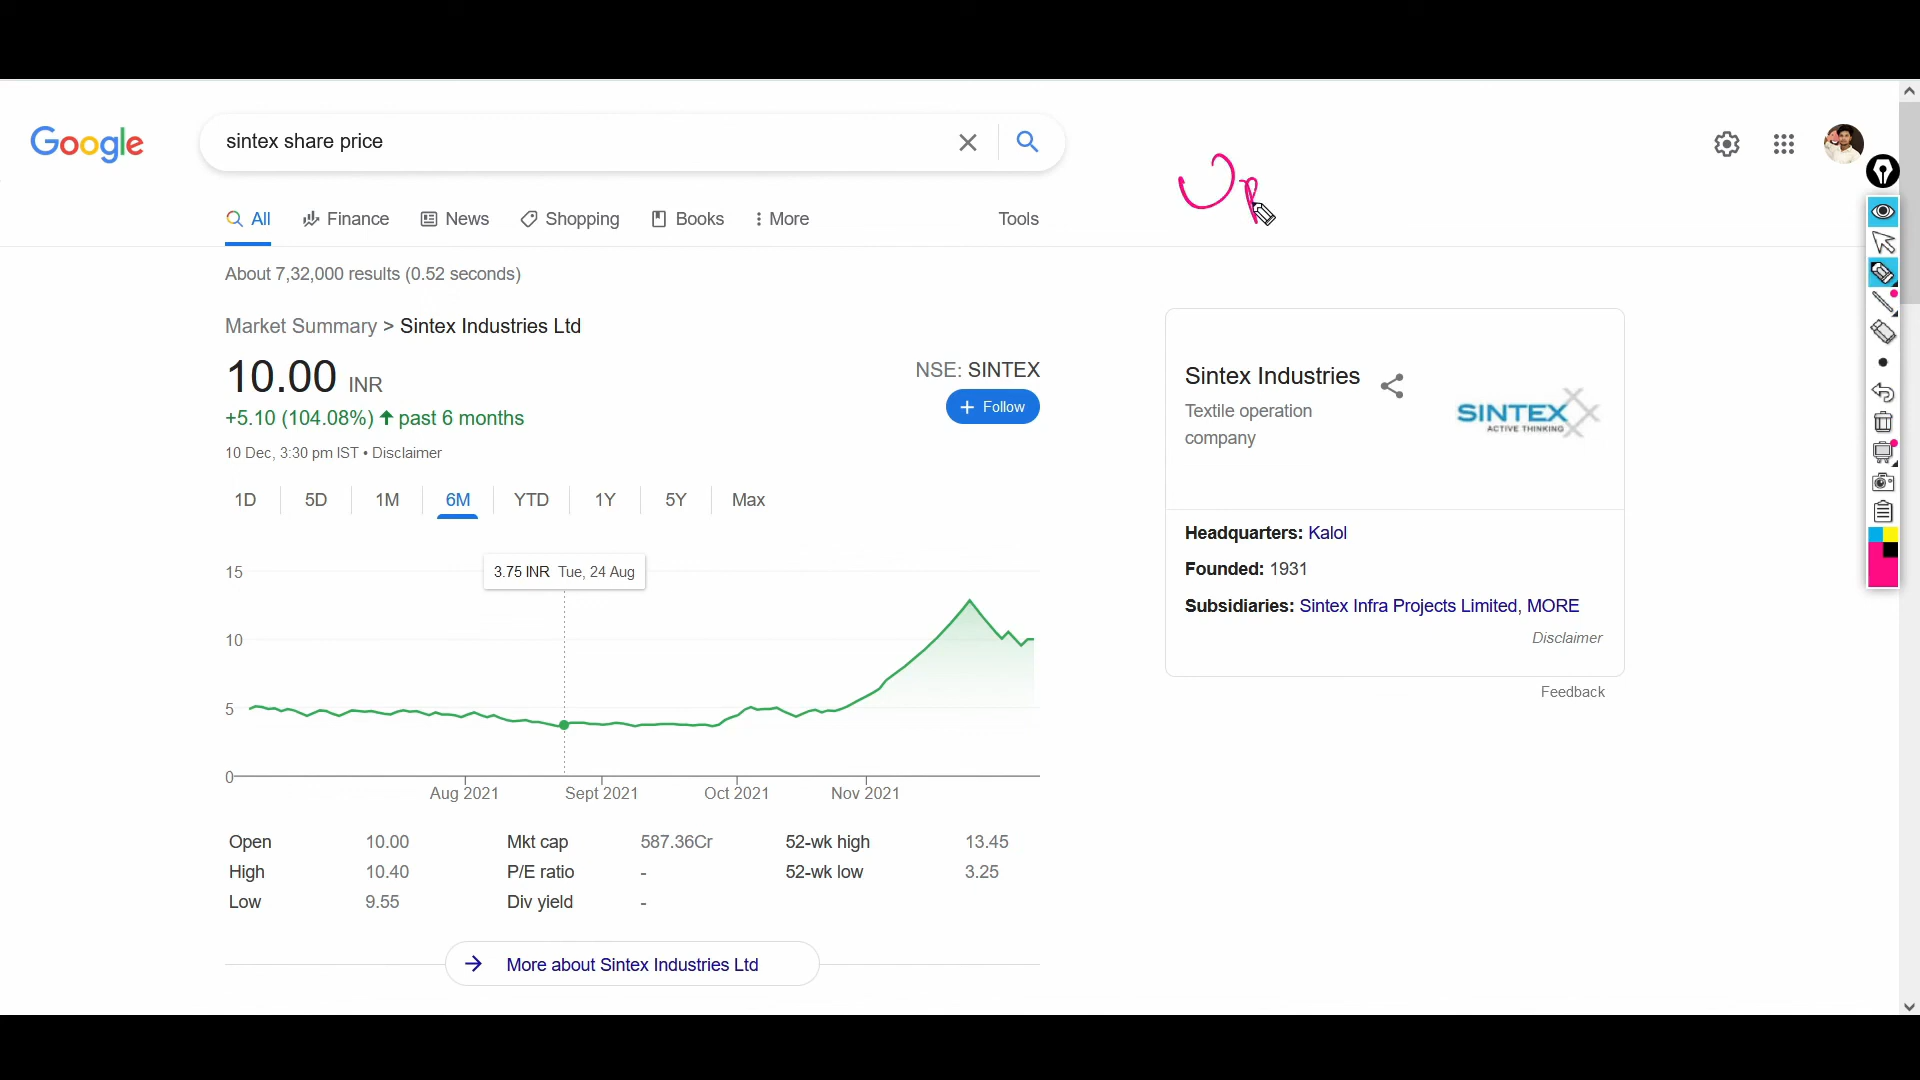 Google
sintex share price
All Finance News Shopping Books More Tools
About 7,32,000 results (0.52 seconds)
Market Summary > Sintex Industries Ltd
10.00 INR
+5.10 (104.08%) ↑ past 6 months
10 Dec, 3:30 pm IST • Disclaimer
NSE: SINTEX
+ Follow
1D 5D 1M 6M YTD 1Y 5Y Max
3.75 INR Tue, 24 Aug
15
10
5
0
Aug 2021 Sept 2021 Oct 2021 Nov 2021
Open 10.00 Mkt cap 587.36Cr 52-wk high 13.45
High 10.40 P/E ratio - 52-wk low 3.25
Low 9.55 Div yield -
→ More about Sintex Industries Ltd
Sintex Industries
Textile operation
company
SINTEX
ACTIVE THINKING
Headquarters: Kalol
Founded: 1931
Subsidiaries: Sintex Infra Projects Limited, MORE
Disclaimer
Feedback